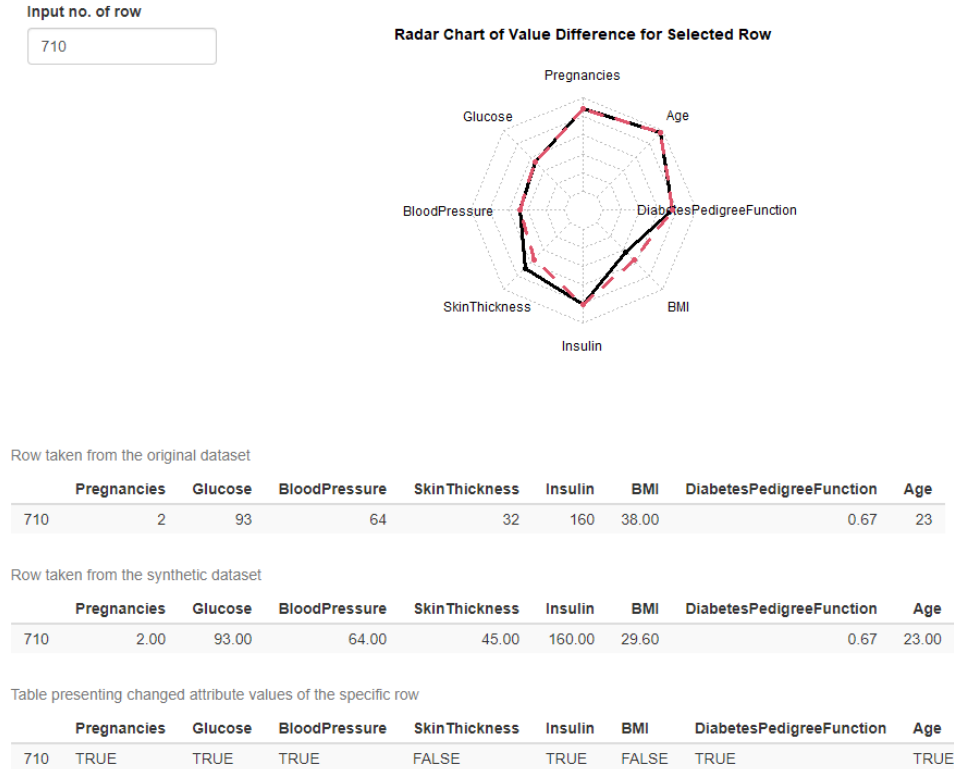 Input no. of row
710
Radar Chart of Value Difference for Selected Row
Pregnancies
Glucose
Age
BloodPressure
DiabetesPedigreeFunction
SkinThickness
BMI
Insulin
Row taken from the original dataset
Pregnancies Glucose BloodPressure SkinThickness Insulin BMI DiabetesPedigreeFunction Age
710 2 93 64 32 160 38.00 0.67 23
Row taken from the synthetic dataset
Pregnancies Glucose BloodPressure SkinThickness Insulin BMI DiabetesPedigreeFunction Age
710 2.00 93.00 64.00 45.00 160.00 29.60 0.67 23.00
Table presenting changed attribute values of the specific row
Pregnancies Glucose BloodPressure SkinThickness Insulin BMI DiabetesPedigreeFunction Age
710 TRUE TRUE TRUE FALSE TRUE FALSE TRUE TRUE